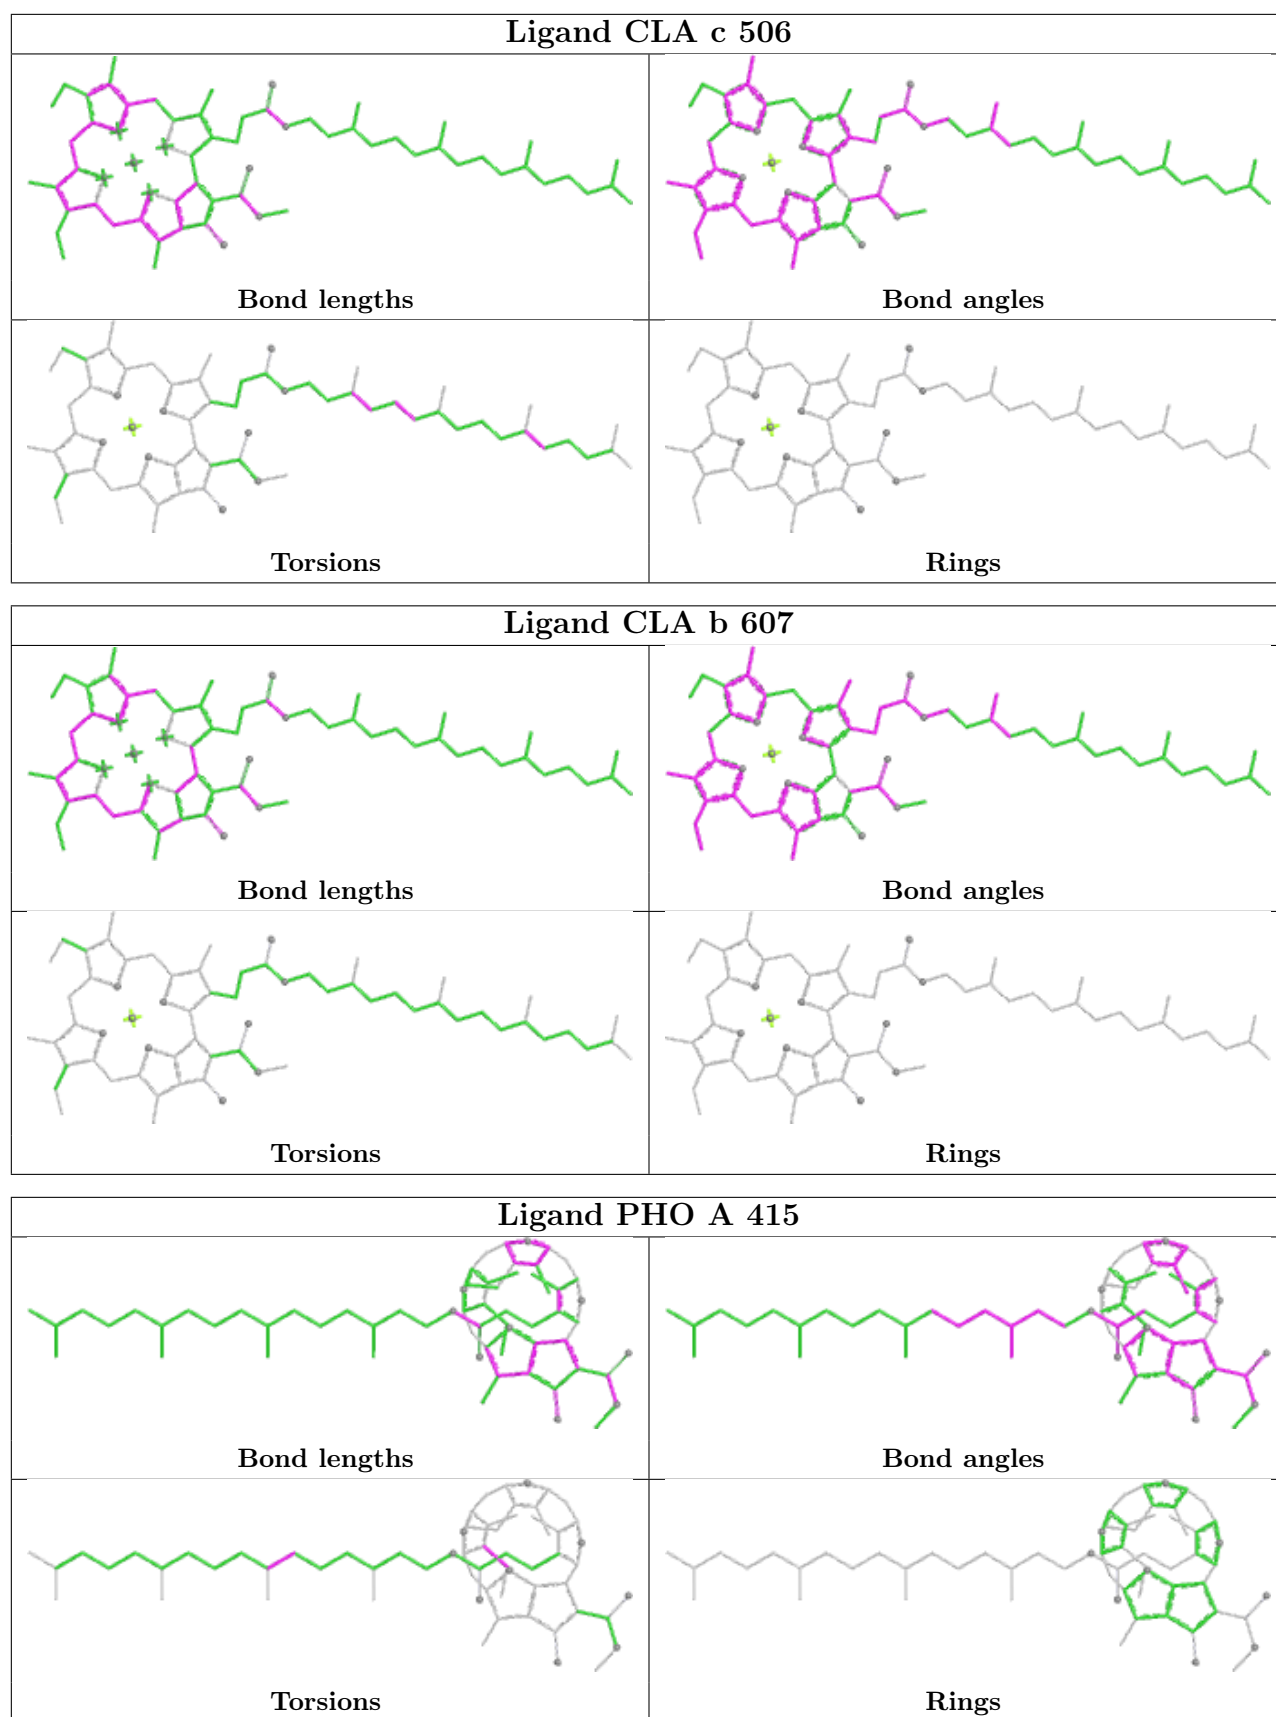 Ligand CLA c 506
Bond lengths
Bond angles
Torsions
Rings
Ligand CLA b 607
Bond lengths
Bond angles
Torsions
Rings
Ligand PHO A 415
Bond lengths
Bond angles
Torsions
Rings